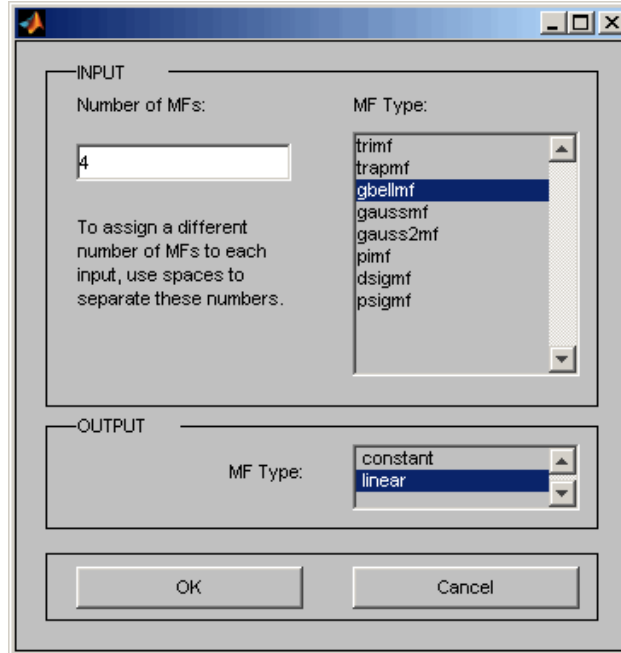 INPUT
Number of MFs:
4
To assign a different
number of MFs to each
input, use spaces to
separate these numbers.
MF Type:
trimf
trapmf
gbellmf
gaussmf
gauss2mf
pimf
dsigmf
psigmf
OUTPUT
MF Type:
constant
linear
OK
Cancel